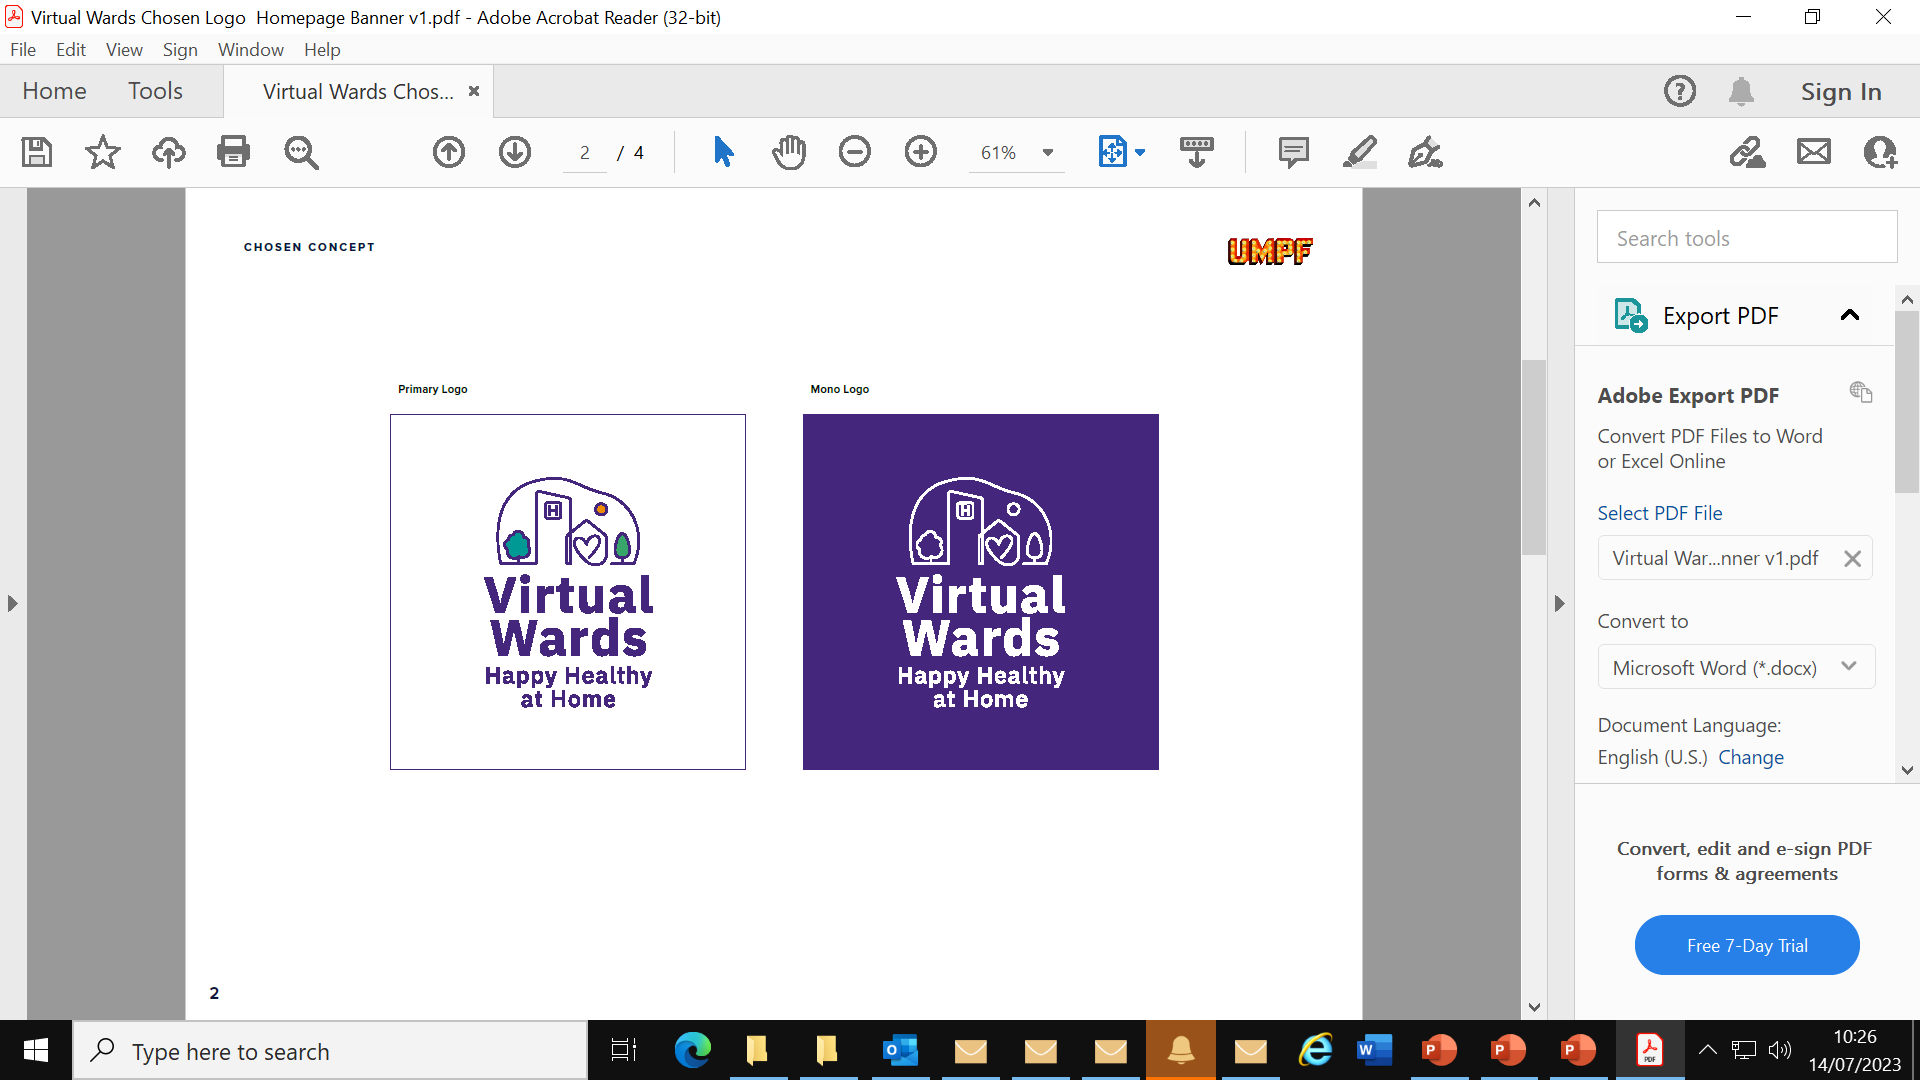 Virtual Wards Chosen Logo  Homepage Banner v1.pdf - Adobe Acrobat Reader (32-bit)
File Edit View Sign Window Help
Home Tools Virtual Wards Chos... Sign In
2 / 4 61%
CHOSEN CONCEPT
UMPF
Primary Logo
Mono Logo
H
Virtual
Wards
Happy Healthy
at Home
H
Virtual
Wards
Happy Healthy
at Home
2
Search tools
Export PDF
Adobe Export PDF
Convert PDF Files to Word
or Excel Online
Select PDF File
Virtual War...nner v1.pdf
Convert to
Microsoft Word (*.docx)
Document Language:
English (U.S.) Change
Convert, edit and e-sign PDF
forms & agreements
Free 7-Day Trial
Type here to search
10:26
14/07/2023